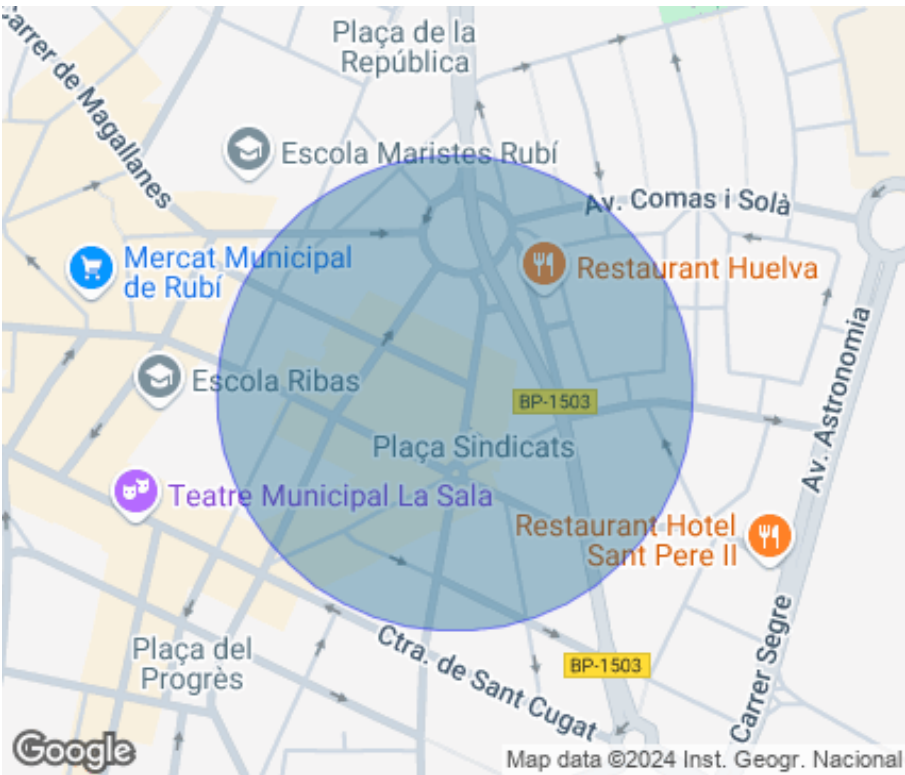 Carrer de Magallanes
Plaça de la
República
Escola Maristes Rubí
Av. Comas i Solà
Mercat Municipal
de Rubí
Restaurant Huelva
Escola Ribas
BP-1503
Av. Astronomia
Plaça Sindicats
Teatre Municipal La Sala
Restaurant Hotel
Sant Pere II
Plaça del
Progrès
Ctra. de Sant Cugat
BP-1503
Carrer Segre
Google
Map data ©2024 Inst. Geogr. Nacional